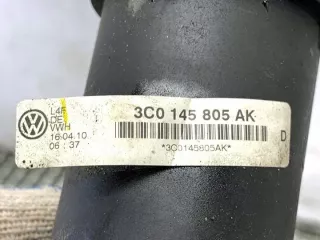 L4F
DE
VWH
16.04.10
06:37
3C0 145 805 AK
D
*3C0145805AK*